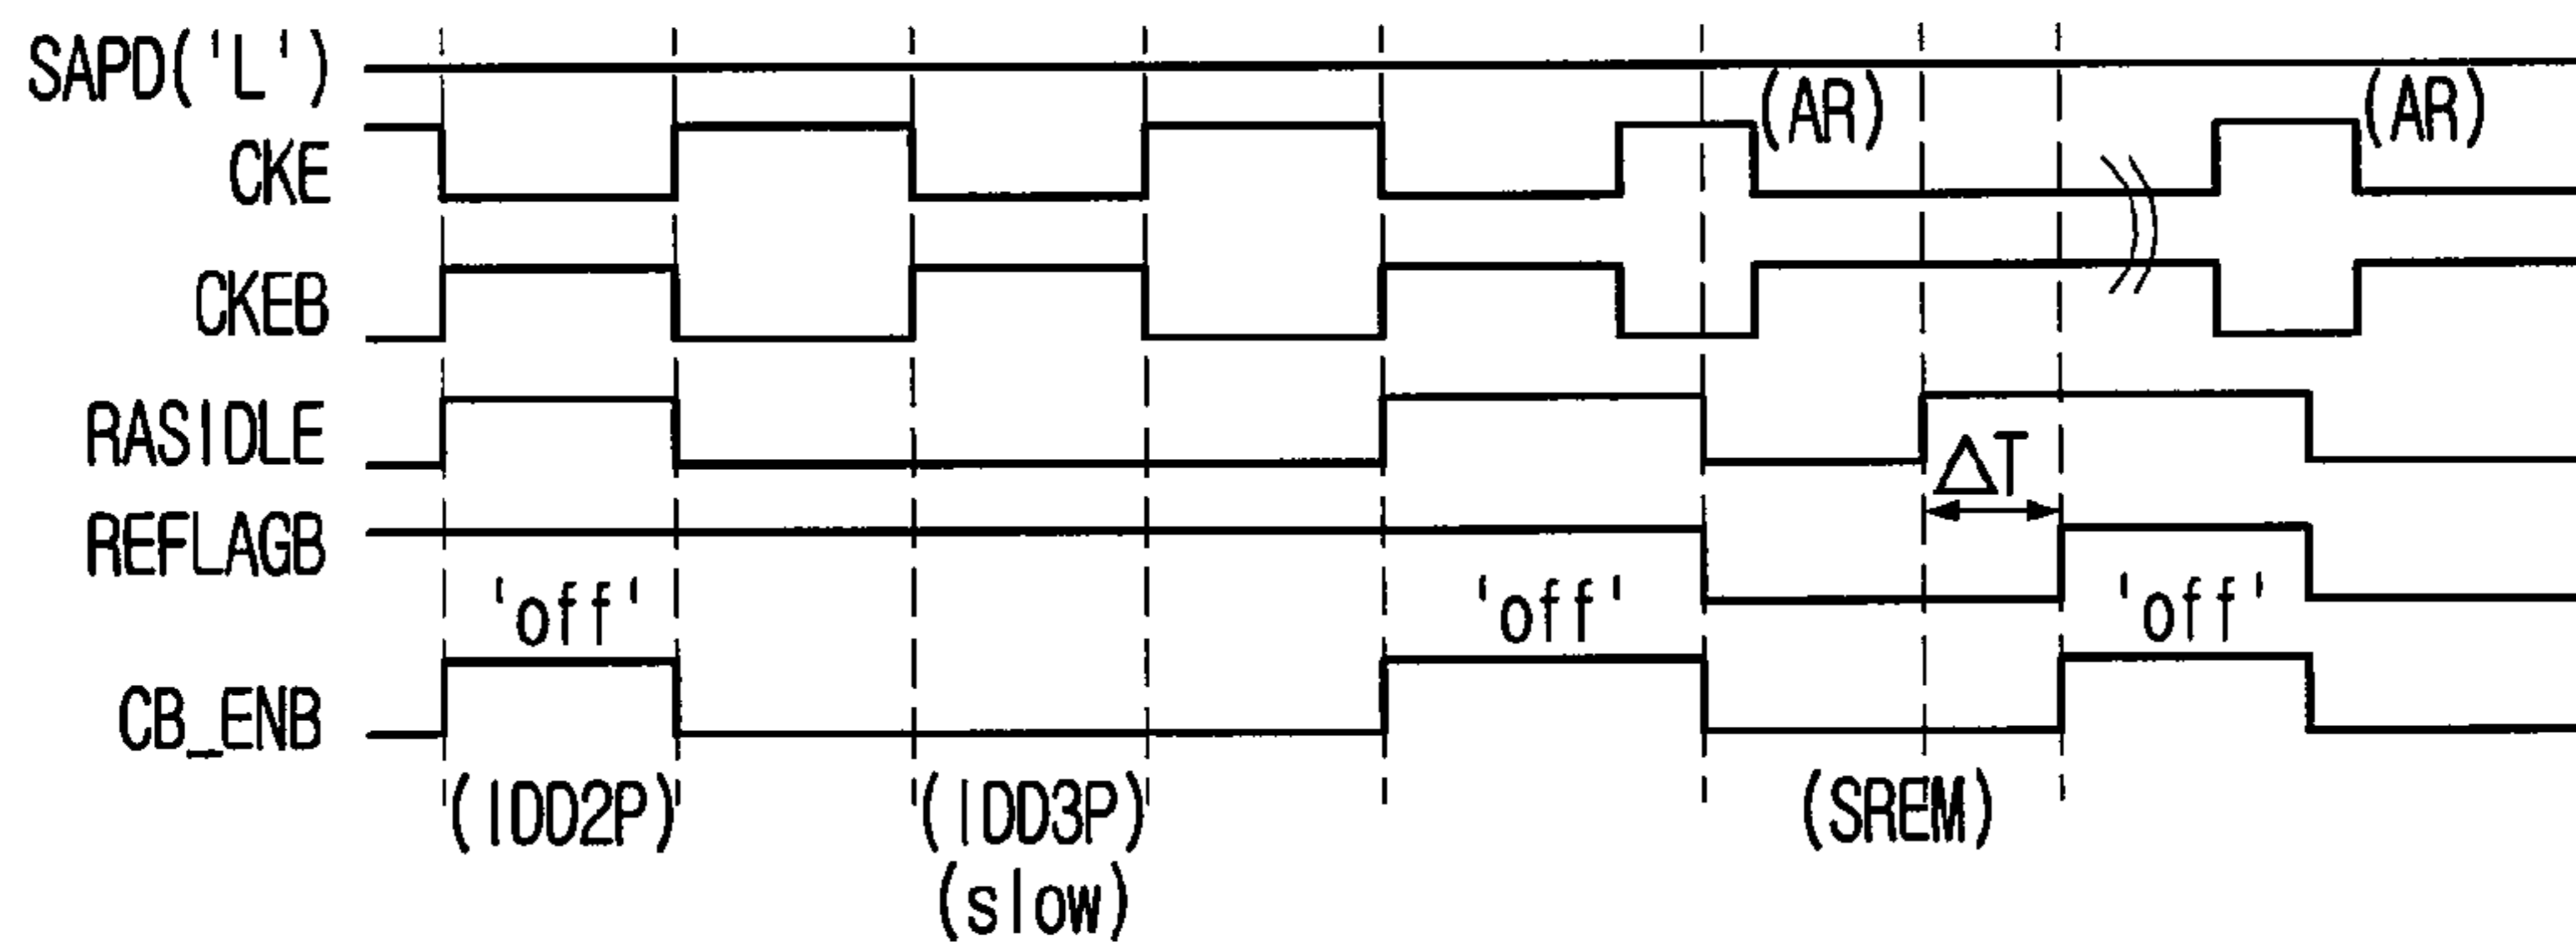 SAPD('L')
(AR)
(AR)
CKE
CKEB
RASIDLE
ΔT
REFLAGB
'off'
'off'
'off'
CB_ENB
(IDD2P)
(IDD3P)
(SREM)
(slow)